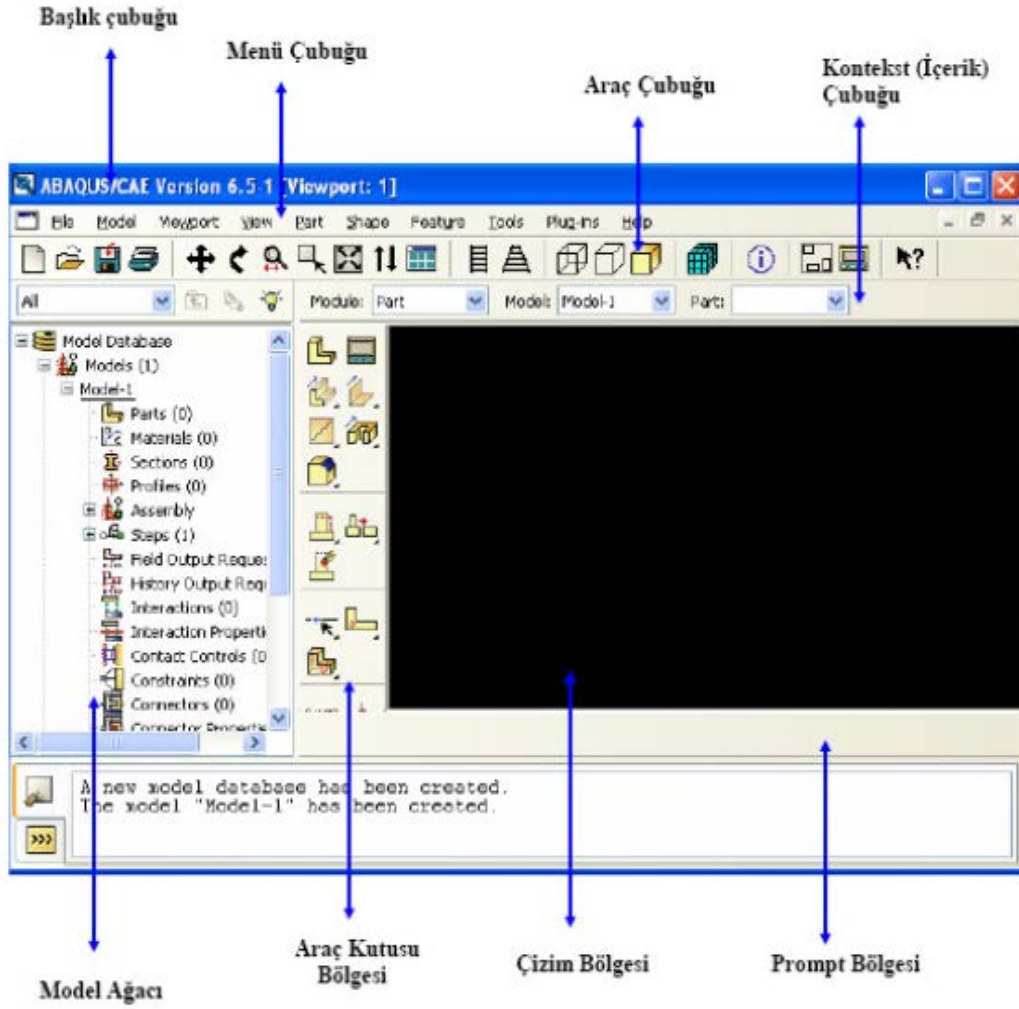 Başlık çubuğu
Menü Çubuğu
Araç Çubuğu
Kontekst (İçerik)
Çubuğu
ABAQUS/CAE Version 6.5-1 [Viewport: 1]
File Model Viewport View Part Shape Feature Tools Plug-ins Help
All Module: Part Model: Model-1 Part:
Model Database
Models (1)
Model-1
Parts (0)
Materials (0)
Sections (0)
Profiles (0)
Assembly
Steps (1)
Field Output Reques
History Output Requ
Interactions (0)
Interaction Properti
Contact Controls (0
Constraints (0)
Connectors (0)
Connector Propertie
A new model database has been created.
The model "Model-1" has been created.
>>>
Model Ağacı
Araç Kutusu
Bölgesi
Çizim Bölgesi
Prompt Bölgesi